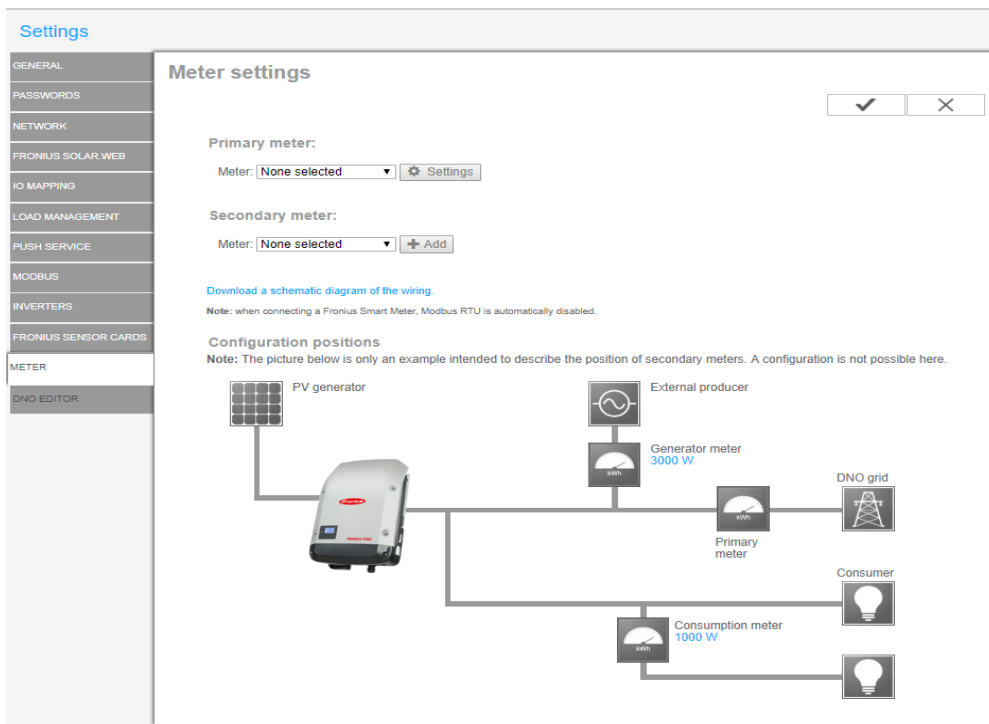 Settings
GENERAL
PASSWORDS
NETWORK
FRONIUS SOLAR.WEB
IO MAPPING
LOAD MANAGEMENT
PUSH SERVICE
MODBUS
INVERTERS
FRONIUS SENSOR CARDS
METER
DNO EDITOR
Meter settings
Primary meter:
Meter: None selected Settings
Secondary meter:
Meter: None selected Add
Download a schematic diagram of the wiring.
Note: when connecting a Fronius Smart Meter, Modbus RTU is automatically disabled.
Configuration positions
Note: The picture below is only an example intended to describe the position of secondary meters. A configuration is not possible here.
PV generator
External producer
kWh
Generator meter
3000 W
DNO grid
Fronius
kWh
Primary
meter
Consumer
kWh
Consumption meter
1000 W